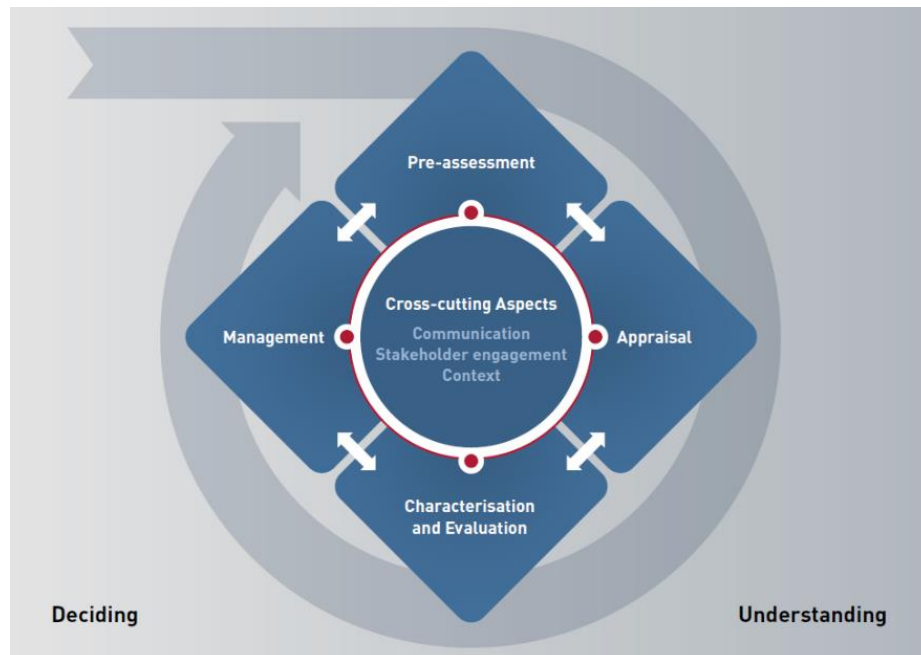 Pre-assessment
Cross-cutting Aspects
Communication
Stakeholder engagement
Context
Management
Appraisal
Characterisation
and Evaluation
Deciding
Understanding